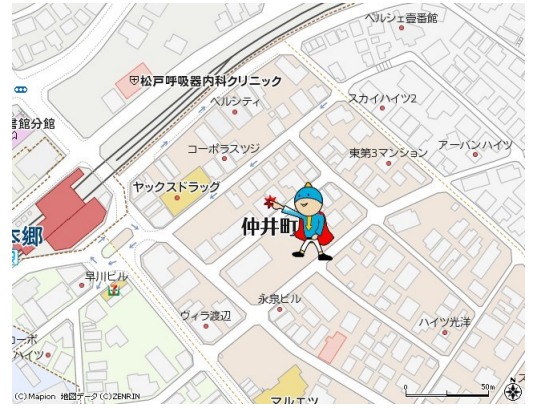 ベルシェ壹番館
松戸呼吸器内科クリニック
ベルシティ
スカイハイツ2
書館分館
コーポラスツジ
東第3マンション
アーバンハイツ
ヤックスドラッグ
仲井町
本郷
早川ビル
永泉ビル
ヴィラ渡辺
ハイツ光洋
コーポ
ハイツ
マルエツ
0
50m
(C)Mapion 地図データ(C)ZENRIN